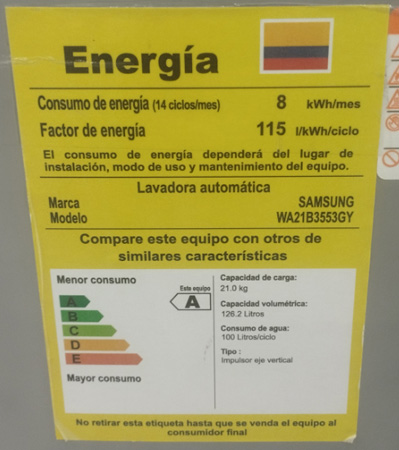 Energía
Consumo de energía (14 ciclos/mes) 8 kWh/mes
Factor de energía 115 l/kWh/ciclo
El consumo de energía dependerá del lugar de
instalación, modo de uso y mantenimiento del equipo.
Lavadora automática
Marca SAMSUNG
Modelo WA21B3553GY
Compare este equipo con otros de
similares características
Menor consumo
Este equipo
A
A
B
C
D
E
Mayor consumo
Capacidad de carga:
21.0 kg
Capacidad volumétrica:
126.2 Litros
Consumo de agua:
100 Litros/ciclo
Tipo :
Impulsor eje vertical
No retirar esta etiqueta hasta que se venda el equipo al
consumidor final